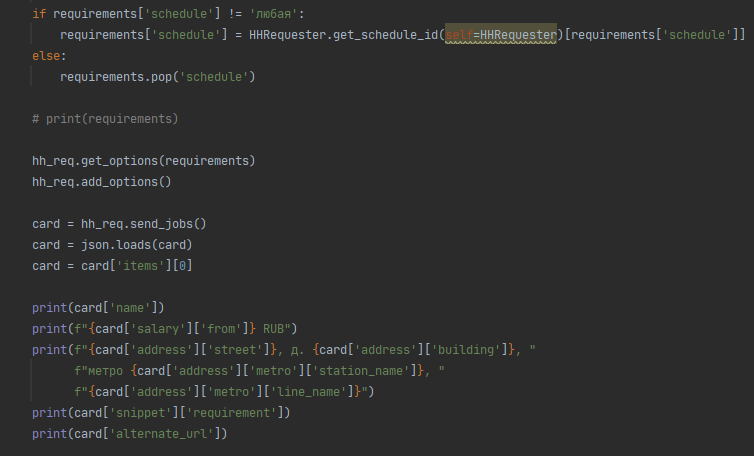 if requirements['schedule'] != 'любая':
    requirements['schedule'] = HHRequester.get_schedule_id(self=HHRequester)[requirements['schedule']]
else:
    requirements.pop('schedule')
# print(requirements)
hh_req.get_options(requirements)
hh_req.add_options()
card = hh_req.send_jobs()
card = json.loads(card)
card = card['items'][0]
print(card['name'])
print(f"{card['salary']['from']} RUB")
print(f"{card['address']['street']}, д. {card['address']['building']}, "
      f"метро {card['address']['metro']['station_name']}, "
      f"{card['address']['metro']['line_name']}")
print(card['snippet']['requirement'])
print(card['alternate_url'])